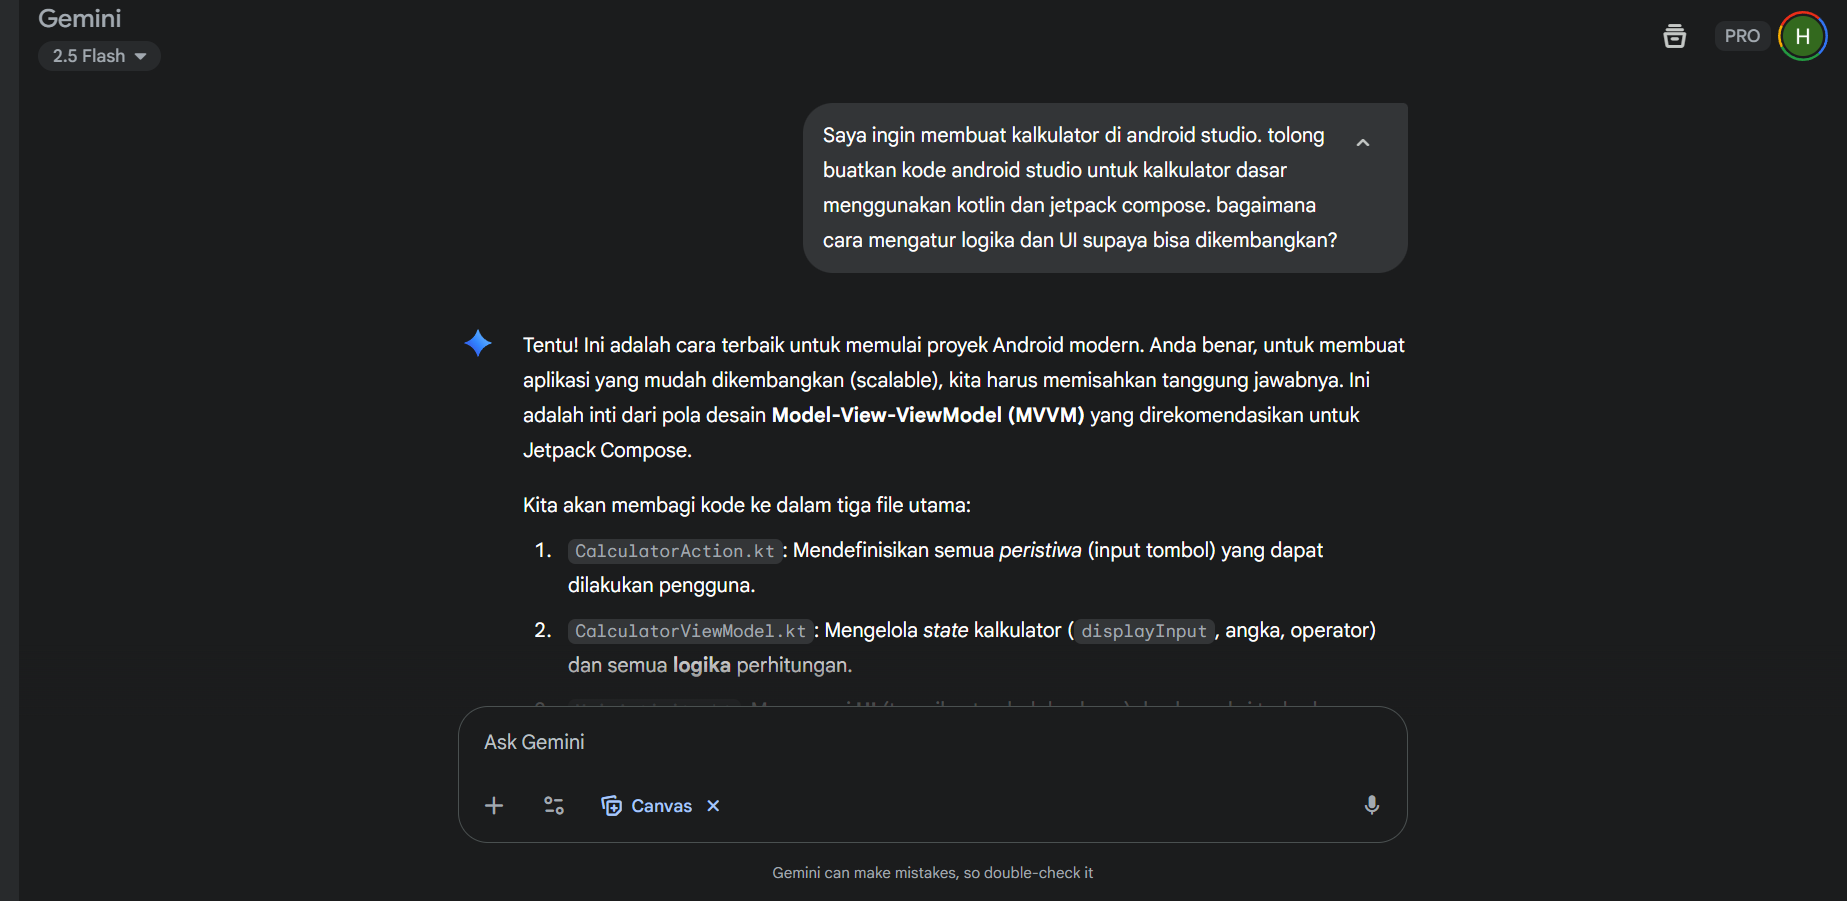 Gemini
2.5 Flash
PRO
H
Saya ingin membuat kalkulator di android studio. tolong
buatkan kode android studio untuk kalkulator dasar
menggunakan kotlin dan jetpack compose. bagaimana
cara mengatur logika dan UI supaya bisa dikembangkan?
Tentu! Ini adalah cara terbaik untuk memulai proyek Android modern. Anda benar, untuk membuat
aplikasi yang mudah dikembangkan (scalable), kita harus memisahkan tanggung jawabnya. Ini
adalah inti dari pola desain Model-View-ViewModel (MVVM) yang direkomendasikan untuk
Jetpack Compose.
Kita akan membagi kode ke dalam tiga file utama:
1. CalculatorAction.kt: Mendefinisikan semua peristiwa (input tombol) yang dapat
dilakukan pengguna.
2. CalculatorViewModel.kt: Mengelola state kalkulator (displayInput, angka, operator)
dan semua logika perhitungan.
Ask Gemini
Canvas
Gemini can make mistakes, so double-check it